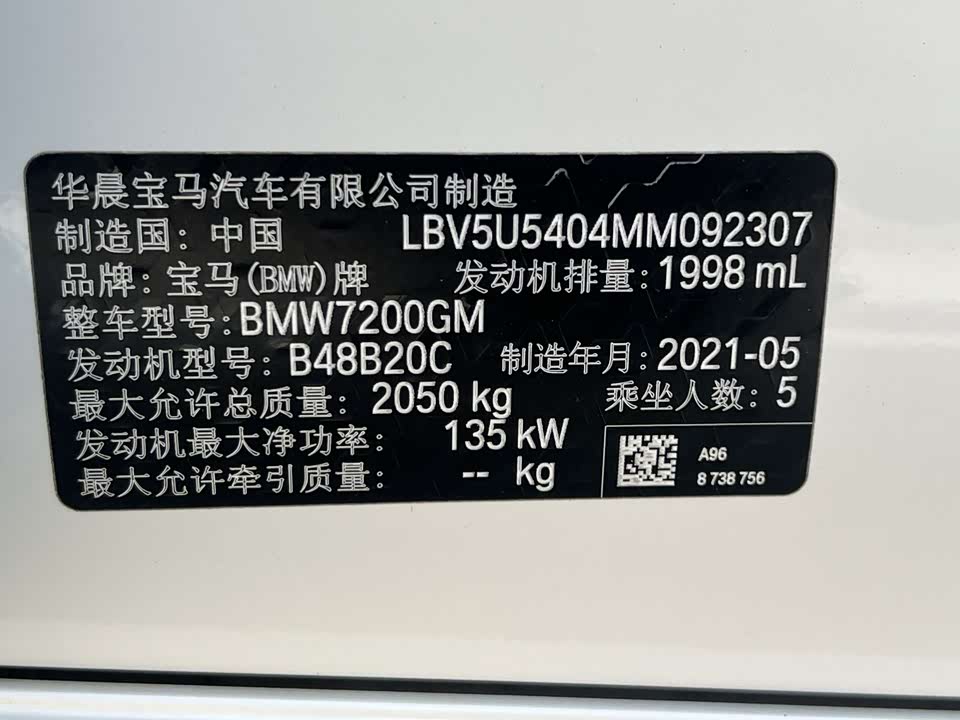 华晨宝马汽车有限公司制造
制造国: 中国 LBV5U5404MM092307
品牌: 宝马(BMW)牌 发动机排量:1998 mL
整车型号:BMW7200GM
发动机型号: B48B20C 制造年月:2021-05
最大允许总质量: 2050 kg 乘坐人数: 5
发动机最大净功率: 135 kW
最大允许牵引质量: -- kg
A96
8 738 756